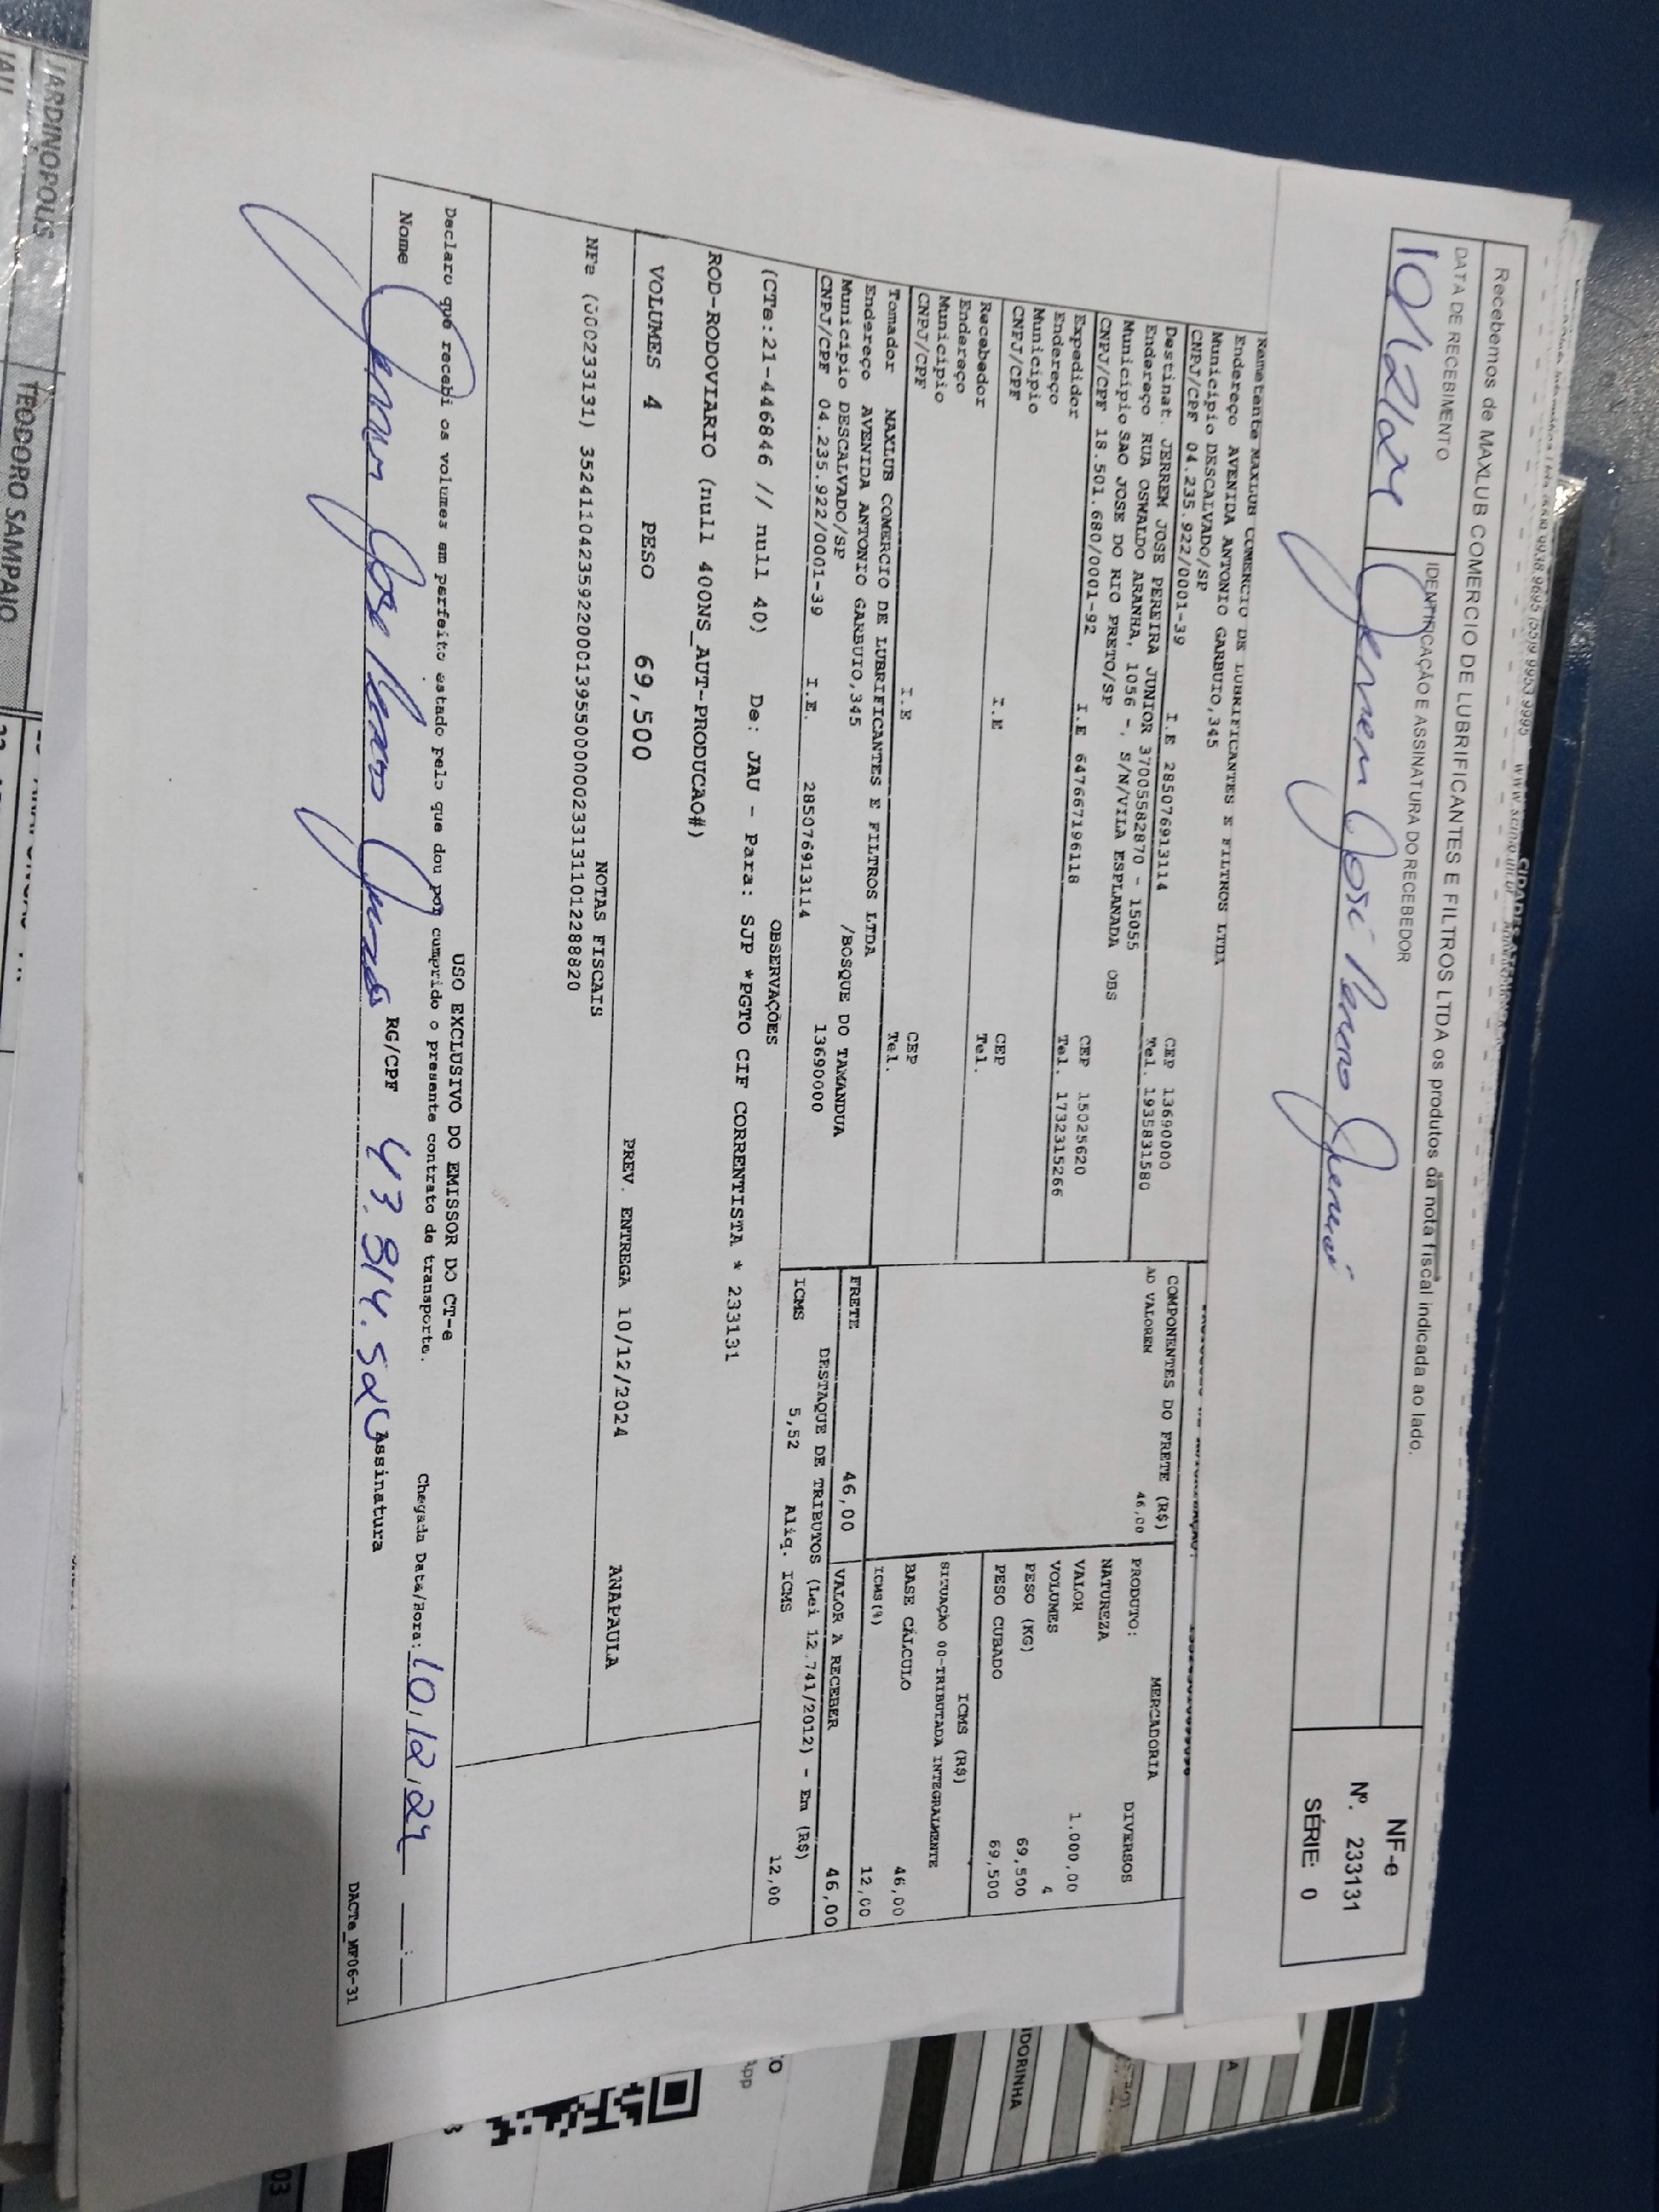 Recebemos de MAXLUB COMERCIO DE LUBRIFICANTES E FILTROS LTDA os produtos da nota fiscal indicada ao lado.
DATA DE RECEBIMENTO
IDENTIFICAÇÃO E ASSINATURA DO RECEBEDOR
10/12/24
NF-e
Nº. 233131
SÉRIE: 0
Remetente MAXLUB COMERCIO DE LUBRIFICANTES E FILTROS LTDA
Endereço AVENIDA ANTONIO GARBUIO,345
Município DESCALVADO/SP CEP 13690000
CNPJ/CPF 04.235.922/0001-39 I.E 285076913114 Tel. 1935831580
Destinat. JERREM JOSE PEREIRA JUNIOR 37005582870 - 15055
Endereço RUA OSWALDO ARANHA, 1056 -, S/N/VILA ESPLANADA OBS
Município SAO JOSE DO RIO PRETO/SP CEP 15025620
CNPJ/CPF 18.501.680/0001-92 I.E 647667196118 Tel. 1732315266
Expedidor
Endereço
Município CEP
CNPJ/CPF I.E Tel.
Recebedor
Endereço
Município CEP
CNPJ/CPF I.E Tel.
Tomador MAXLUB COMERCIO DE LUBRIFICANTES E FILTROS LTDA
Endereço AVENIDA ANTONIO GARBUIO,345 /BOSQUE DO TAMANDUA
Município DESCALVADO/SP
CNPJ/CPF 04.235.922/0001-39 I.E. 285076913114 13690000
COMPONENTES DO FRETE (R$)
AD VALOREM 46,00
MERCADORIA
PRODUTO: DIVERSOS
NATUREZA
VALOR 1.000,00
VOLUMES 4
PESO (KG) 69,500
PESO CUBADO 69,500
ICMS (R$)
SITUAÇÃO 00-TRIBUTADA INTEGRALMENTE
BASE CÁLCULO 46,00
ICMS(%) 12,00
FRETE 46,00 VALOR A RECEBER 46,00
DESTAQUE DE TRIBUTOS (Lei 12.741/2012) - Em (R$)
ICMS 5,52 Aliq. ICMS 12,00
OBSERVAÇÕES
(CTe:21-446846 // null 40) De: JAU - Para: SJP *PGTO CIF CORRENTISTA * 233131
ROD-RODOVIARIO (null 40ONS_AUT-PRODUCAO#)
VOLUMES 4 PESO 69,500 PREV. ENTREGA 10/12/2024 ANAPAULA
NOTAS FISCAIS
NFe (000233131) 35241104235922000139550000002331311012288820
USO EXCLUSIVO DO EMISSOR DO CT-e
Declaro que recebi os volumes em perfeito estado pelo que dou por cumprido o presente contrato de transporte.
Chegada Data/Hora: 10/12/24 __:__
Nome
RG/CPF 43.814.520
Assinatura
DACTe_MF06-31
JARDINOPOLIS
TEODORO SAMPAIO